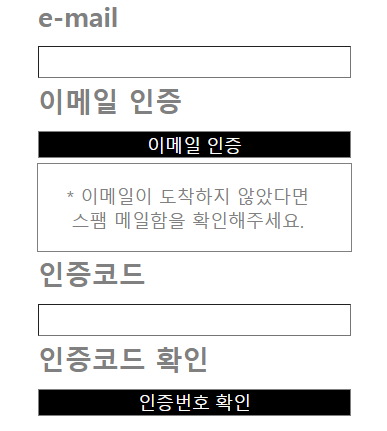 e-mail
이메일 인증
이메일 인증
* 이메일이 도착하지 않았다면
스팸 메일함을 확인해주세요.
인증코드
인증코드 확인
인증번호 확인